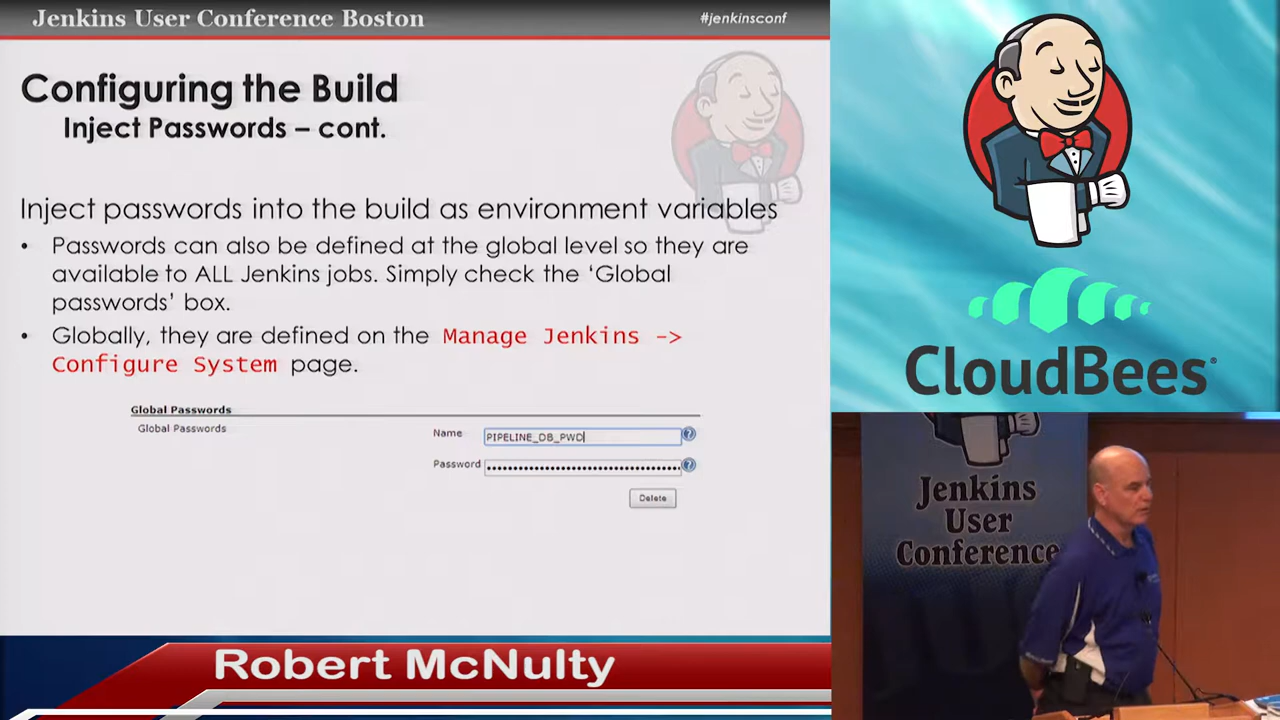 Jenkins User Conference Boston
#jenkinsconf
Configuring the Build
Inject Passwords – cont.
Inject passwords into the build as environment variables
• Passwords can also be defined at the global level so they are
available to ALL Jenkins jobs. Simply check the ‘Global
passwords’ box.
• Globally, they are defined on the Manage Jenkins ->
Configure System page.
Global Passwords
Global Passwords
Name
PIPELINE_DB_PWD
Password
Delete
CloudBees
Jenkins
User
Conference
Robert McNulty